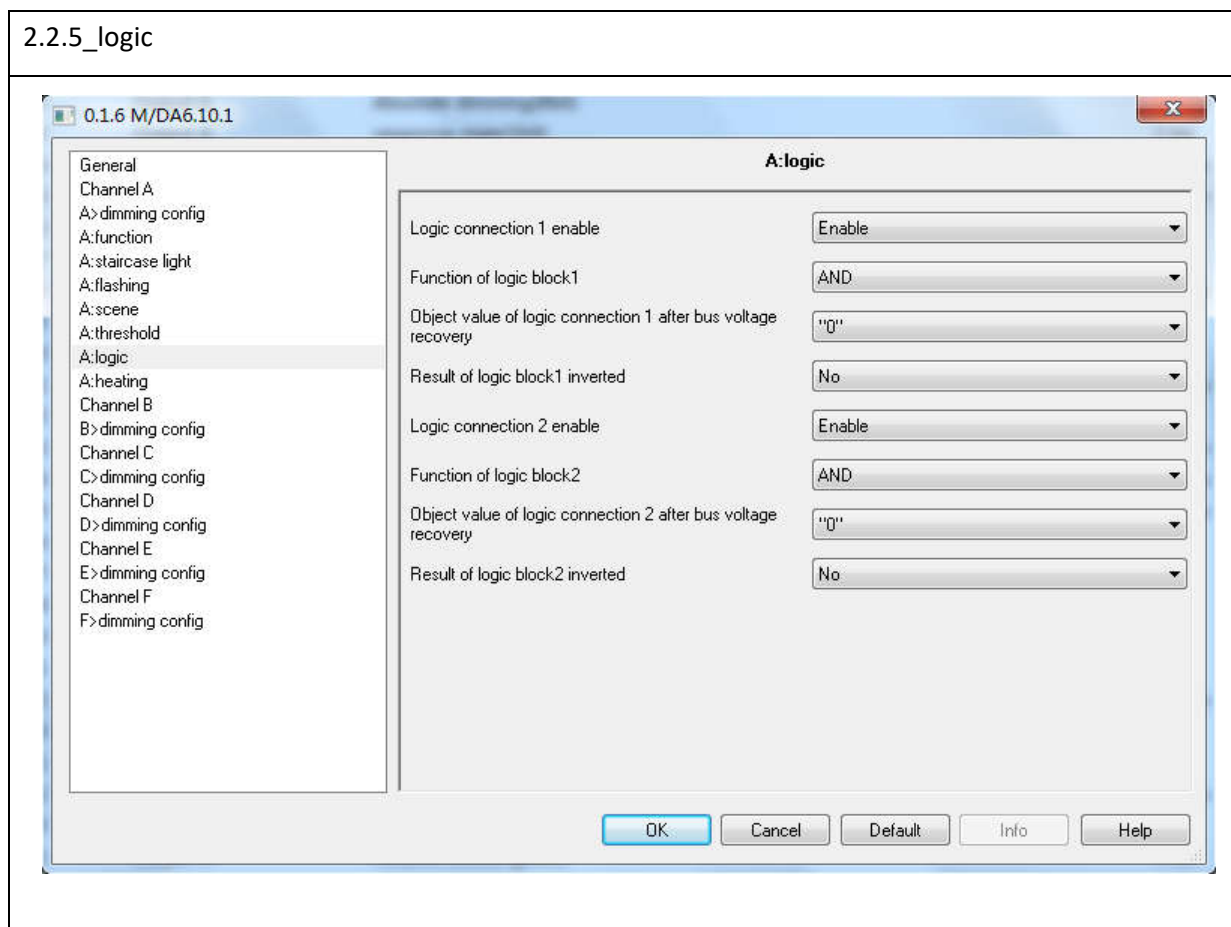 2.2.5_logic
0.1.6 M/DA6.10.1
General
Channel A
A>dimming config
A:function
A:staircase light
A:flashing
A:scene
A:threshold
A:logic
A:heating
Channel B
B>dimming config
Channel C
C>dimming config
Channel D
D>dimming config
Channel E
E>dimming config
Channel F
F>dimming config
A:logic
Logic connection 1 enable
Enable
Function of logic block1
AND
Object value of logic connection 1 after bus voltage
recovery
"0"
Result of logic block1 inverted
No
Logic connection 2 enable
Enable
Function of logic block2
AND
Object value of logic connection 2 after bus voltage
recovery
"0"
Result of logic block2 inverted
No
OK
Cancel
Default
Info
Help